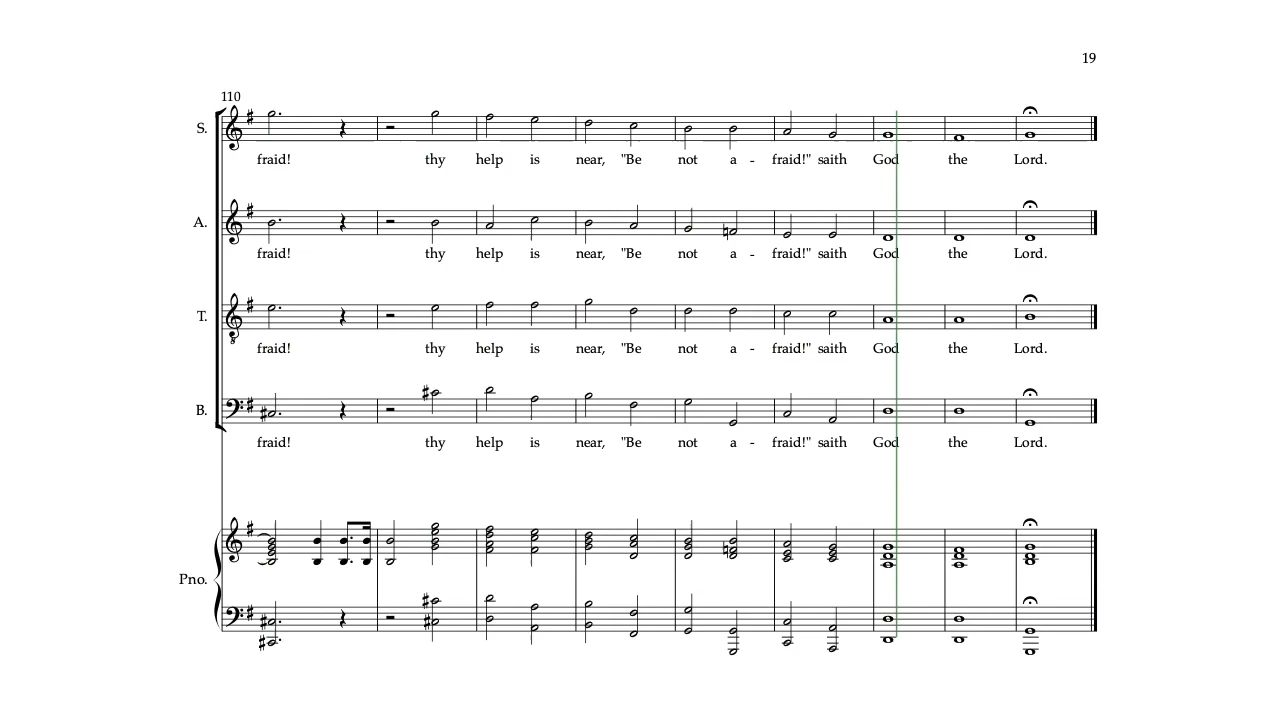 19
110
S.
fraid! thy help is near, "Be not a - fraid!" saith God the Lord.
A.
fraid! thy help is near, "Be not a - fraid!" saith God the Lord.
T.
8
fraid! thy help is near, "Be not a - fraid!" saith God the Lord.
B.
fraid! thy help is near, "Be not a - fraid!" saith God the Lord.
Pno.